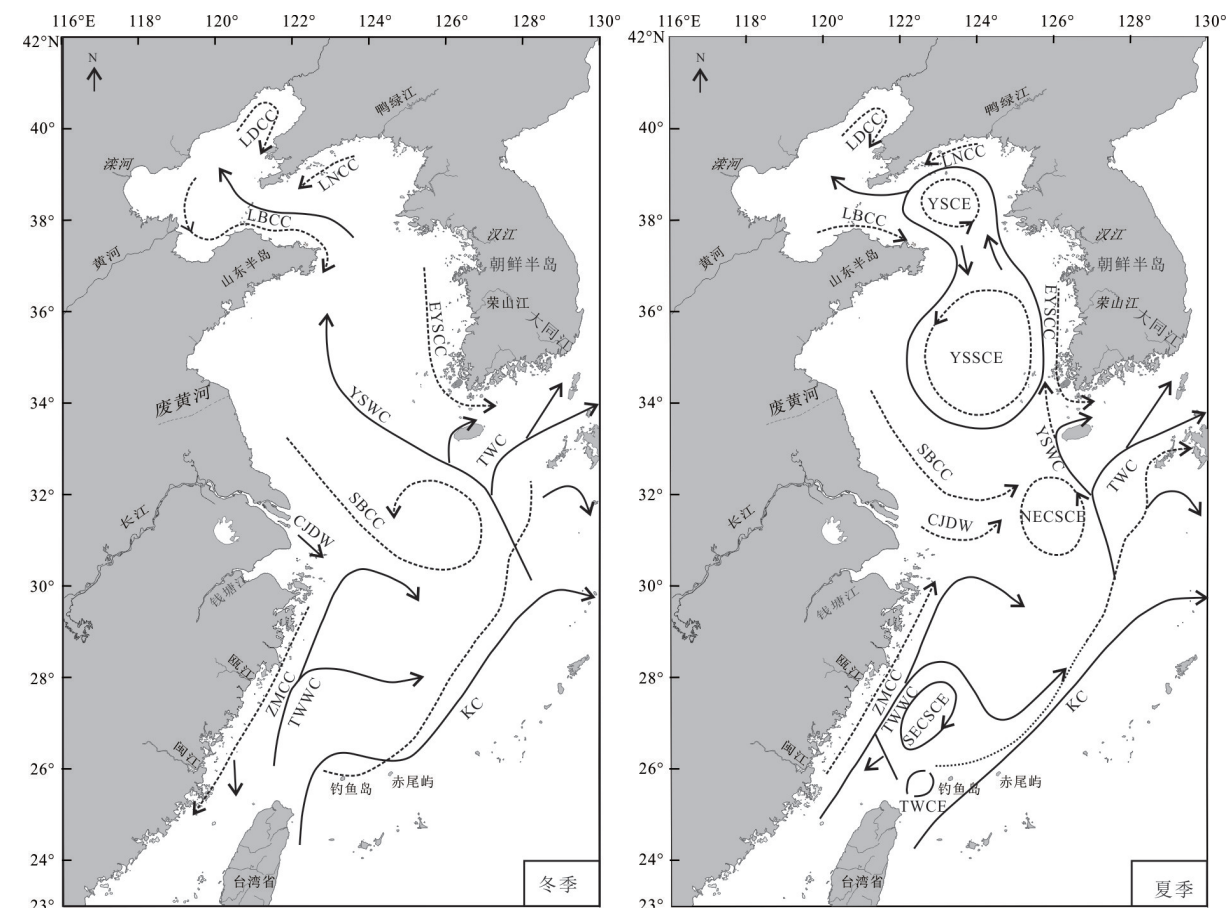 116°E 118° 120° 122° 124° 126° 128° 130°
42°N
40°
38°
36°
34°
32°
30°
28°
26°
24°
23°
N
鸭绿江
LDCC
滦河
LNCC
LBCC
黄河
山东半岛
汉江
朝鲜半岛
荣山江
大同江
EYSCC
废黄河
YSWC
TWC
SBCC
长江
CJDW
钱塘江
瓯江
ZMCC
TWWC
KC
闽江
钓鱼岛
赤尾屿
台湾省
冬季
116°E 118° 120° 122° 124° 126° 128° 130°
42°N
40°
38°
36°
34°
32°
30°
28°
26°
24°
23°
N
鸭绿江
LDCC
滦河
LNCC
YSCE
LBCC
黄河
山东半岛
汉江
朝鲜半岛
荣山江
大同江
EYSCC
YSSCE
废黄河
YSWC
TWC
SBCC
长江
CJDW
NECSCE
钱塘江
瓯江
ZMCC
TWWC
SECSCE
KC
闽江
钓鱼岛
赤尾屿
TWCE
台湾省
夏季